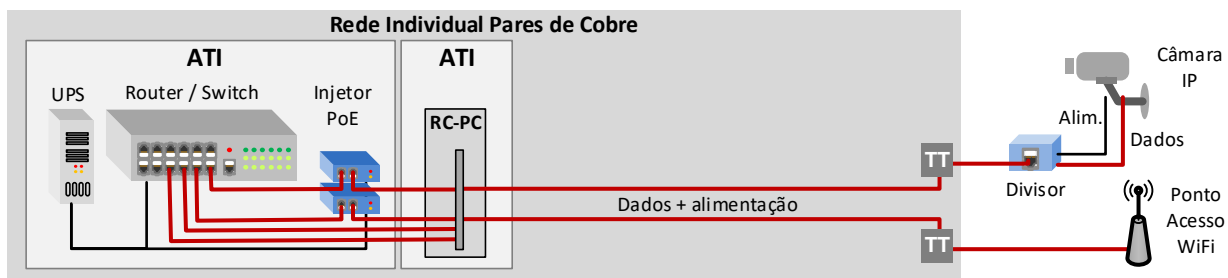 Rede Individual Pares de Cobre
ATI
ATI
UPS
Router / Switch
Injetor
PoE
RC-PC
TT
Dados + alimentação
TT
Câmara
IP
Alim.
Dados
Divisor
Ponto
Acesso
WiFi